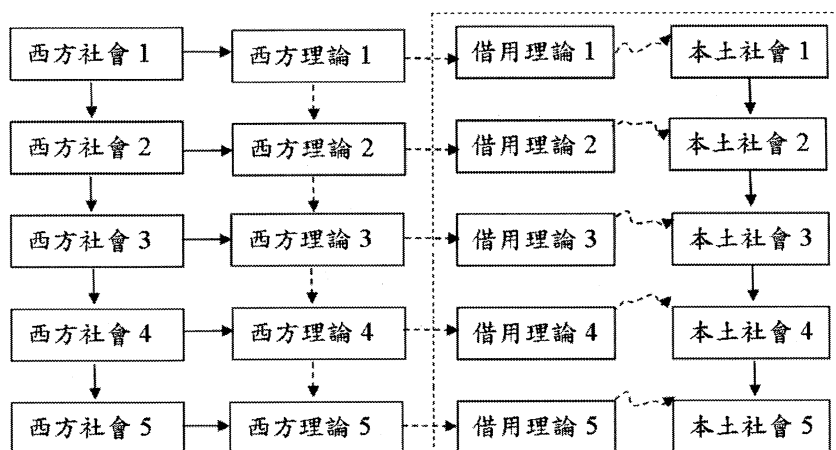 西方社會 1 西方理論 1 借用理論 1 本土社會 1
西方社會 2 西方理論 2 借用理論 2 本土社會 2
西方社會 3 西方理論 3 借用理論 3 本土社會 3
西方社會 4 西方理論 4 借用理論 4 本土社會 4
西方社會 5 西方理論 5 借用理論 5 本土社會 5